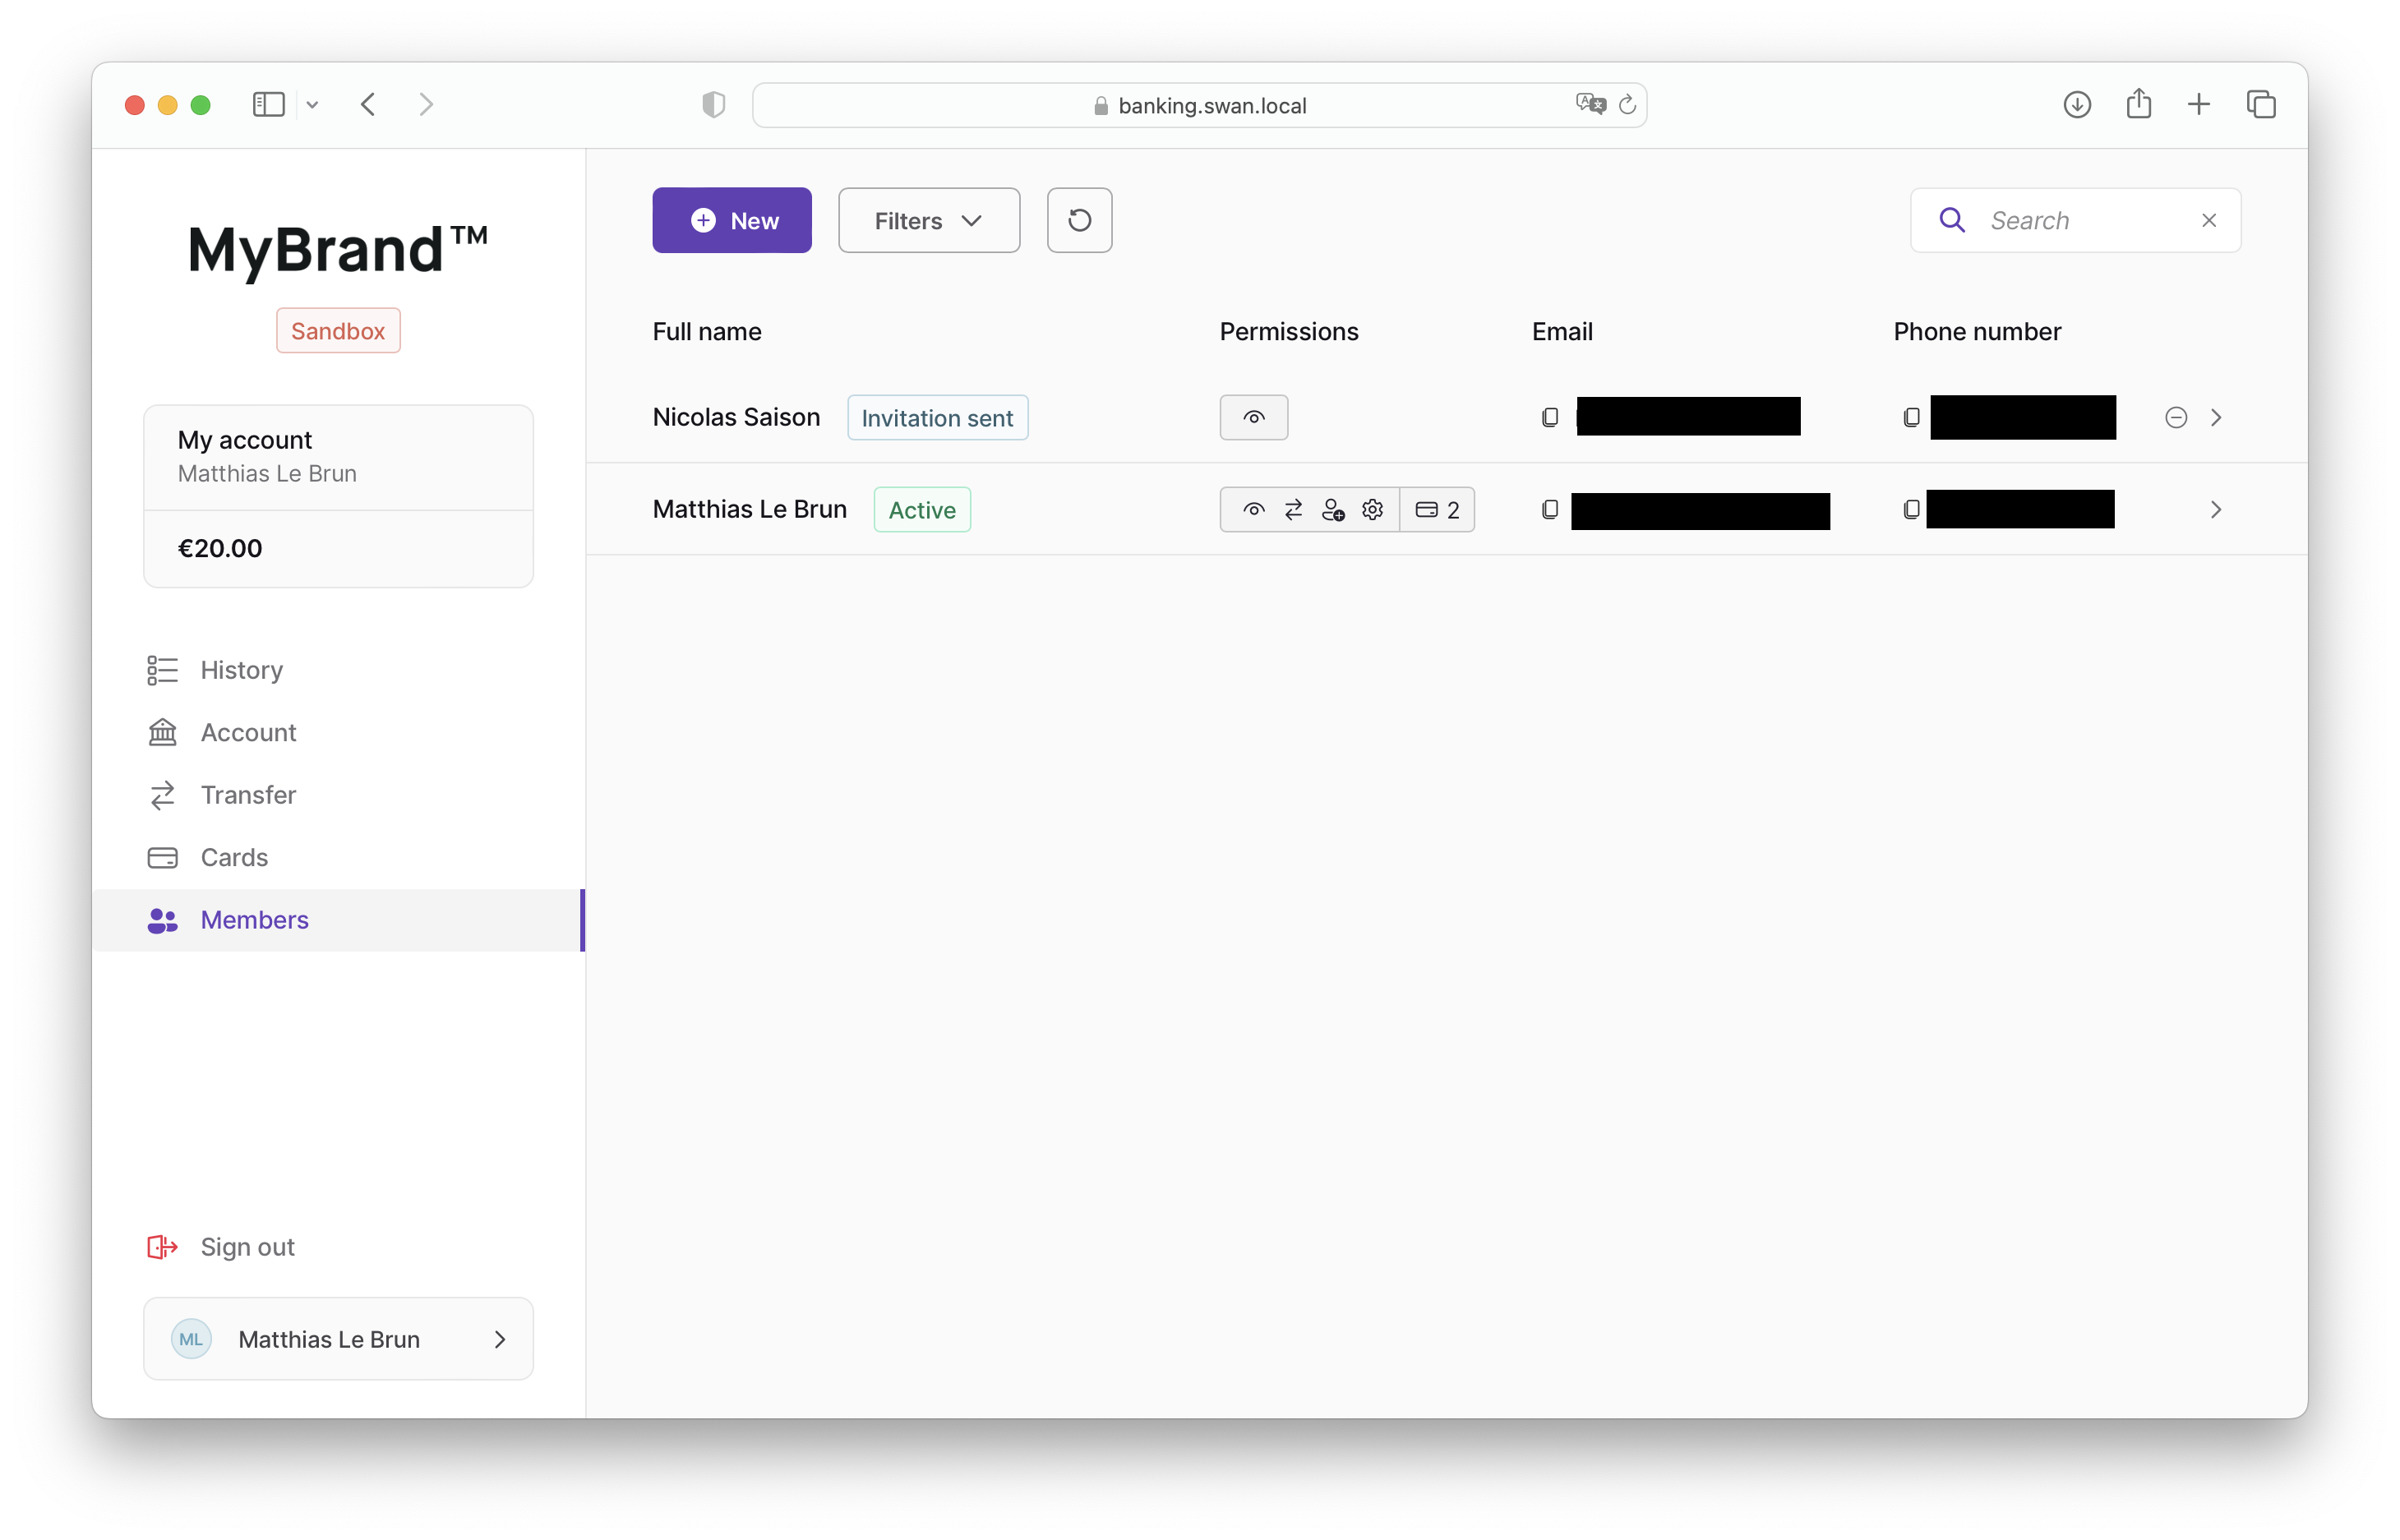 banking.swan.local
MyBrand™
Sandbox
My account
Matthias Le Brun
€20.00
History
Account
Transfer
Cards
Members
Sign out
ML Matthias Le Brun
New Filters Search
Full name Permissions Email Phone number
Nicolas Saison Invitation sent
Matthias Le Brun Active 2